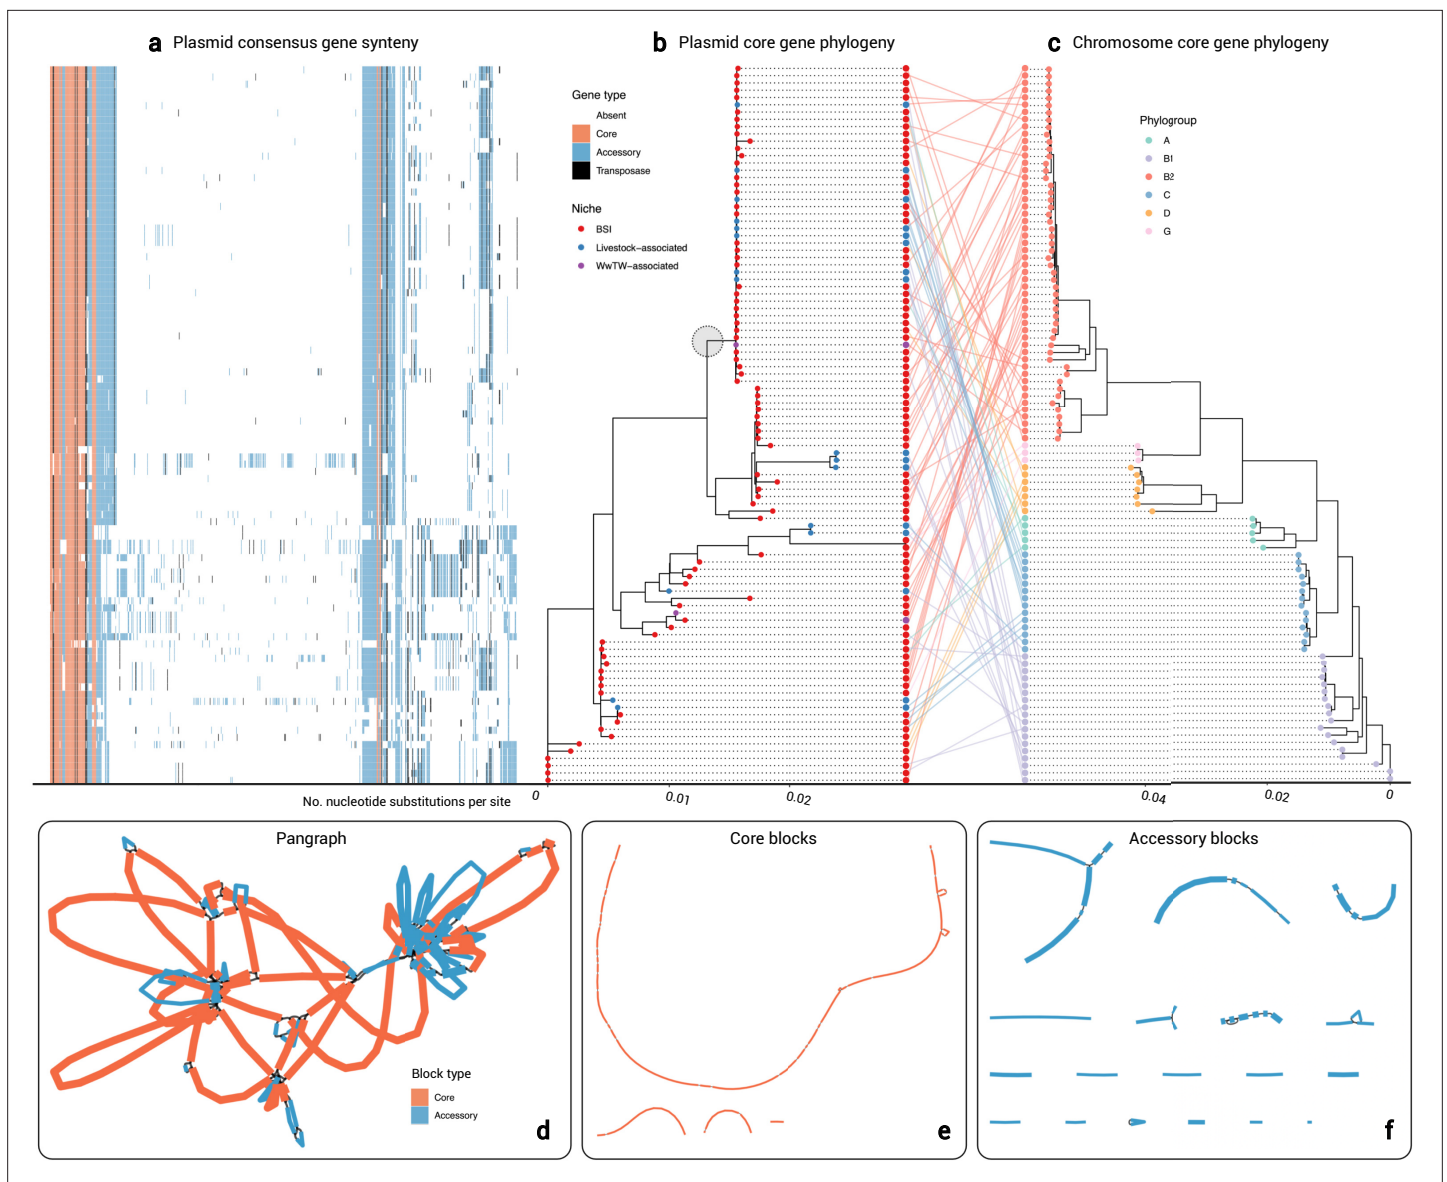 a Plasmid consensus gene synteny
b Plasmid core gene phylogeny
c Chromosome core gene phylogeny
Gene type
Absent
Core
Accessory
Transposase
Niche
BSI
Livestock-associated
WwTW-associated
Phylogroup
A
B1
B2
C
D
G
No. nucleotide substitutions per site
0
0.01
0.02
0.04
0.02
0
Pangraph
Block type
Core
Accessory
d
Core blocks
e
Accessory blocks
f